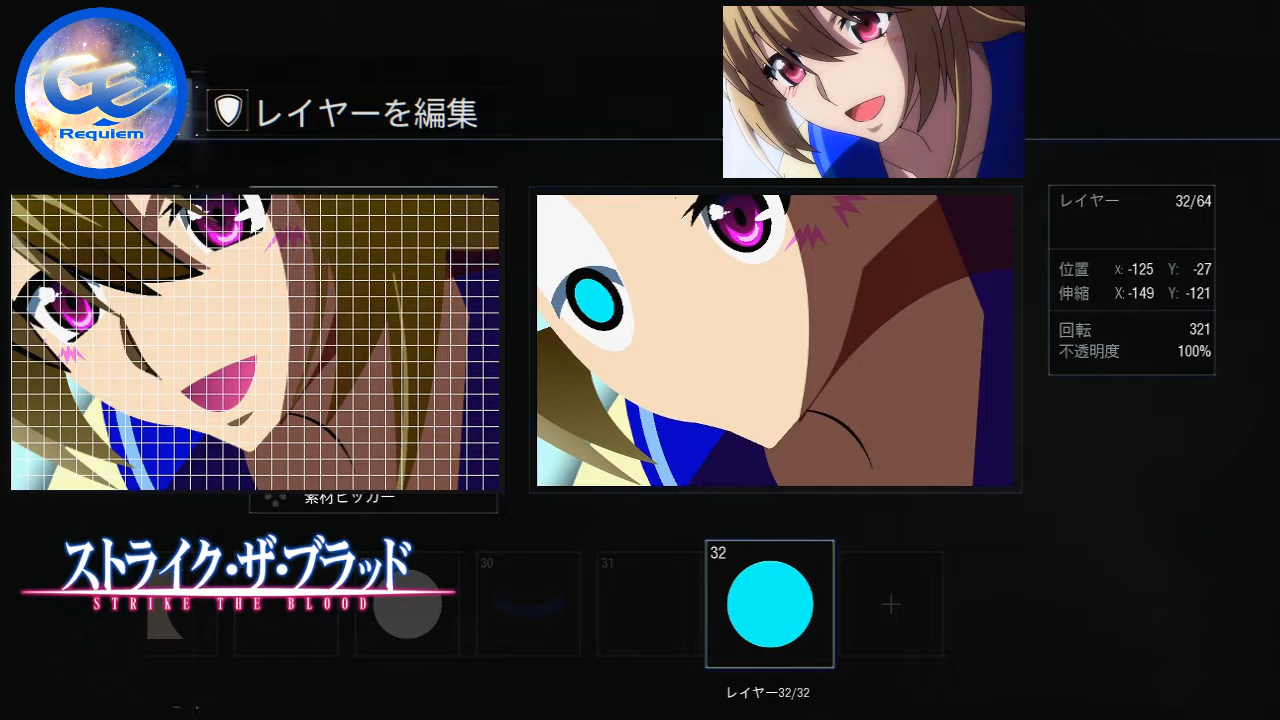 GE
Requiem
レイヤーを編集
レイヤー 32/64
位置 X: -125 Y: -27
伸縮 X: -149 Y: -121
回転 321
不透明度 100%
素材ピッカー
ストライク・ザ・ブラッド
STRIKE THE BLOOD
30
31
32
レイヤー32/32